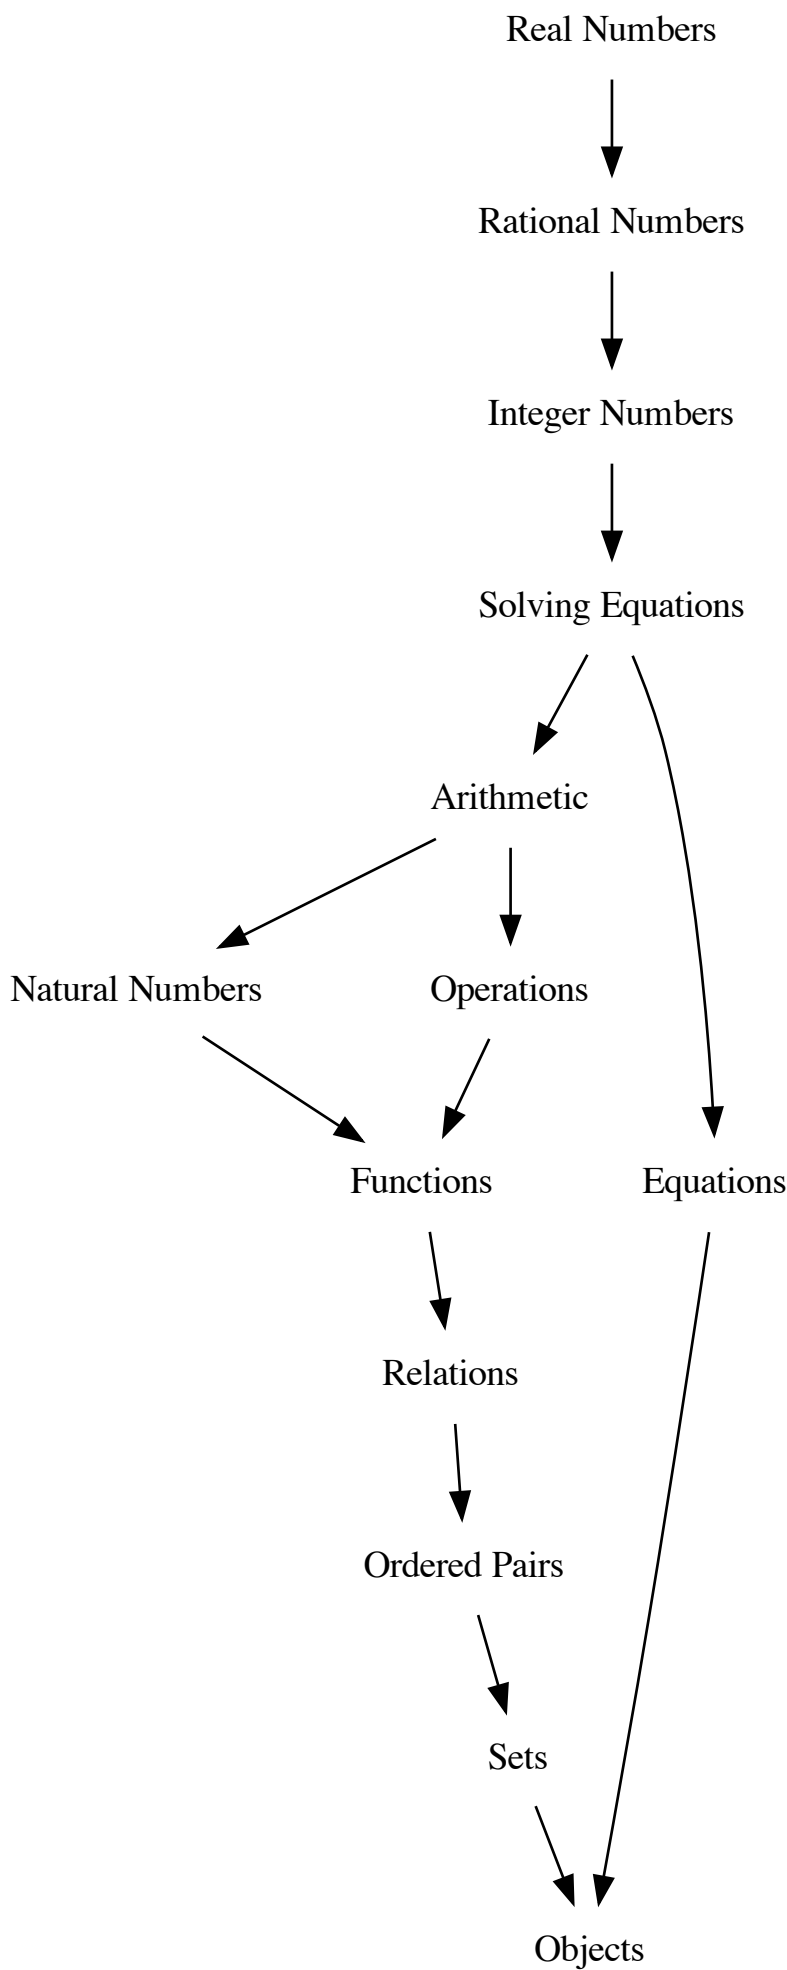 Real Numbers
Rational Numbers
Integer Numbers
Solving Equations
Arithmetic
Natural Numbers
Operations
Functions
Equations
Relations
Ordered Pairs
Sets
Objects